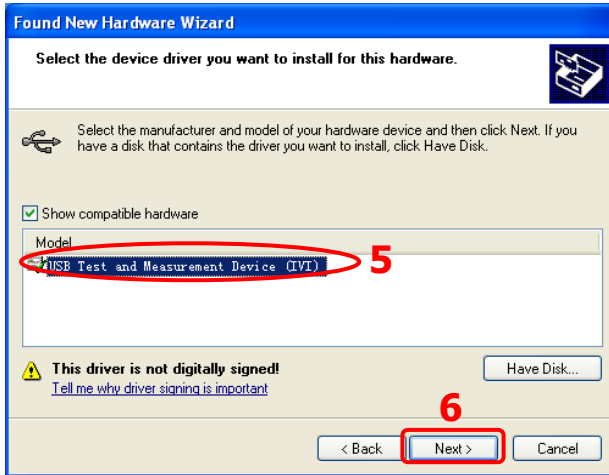 Found New Hardware Wizard
Select the device driver you want to install for this hardware.
Select the manufacturer and model of your hardware device and then click Next. If you
have a disk that contains the driver you want to install, click Have Disk.
Show compatible hardware
Model
USB Test and Measurement Device (IVI)
5
This driver is not digitally signed!
Have Disk...
Tell me why driver signing is important
6
< Back
Next >
Cancel